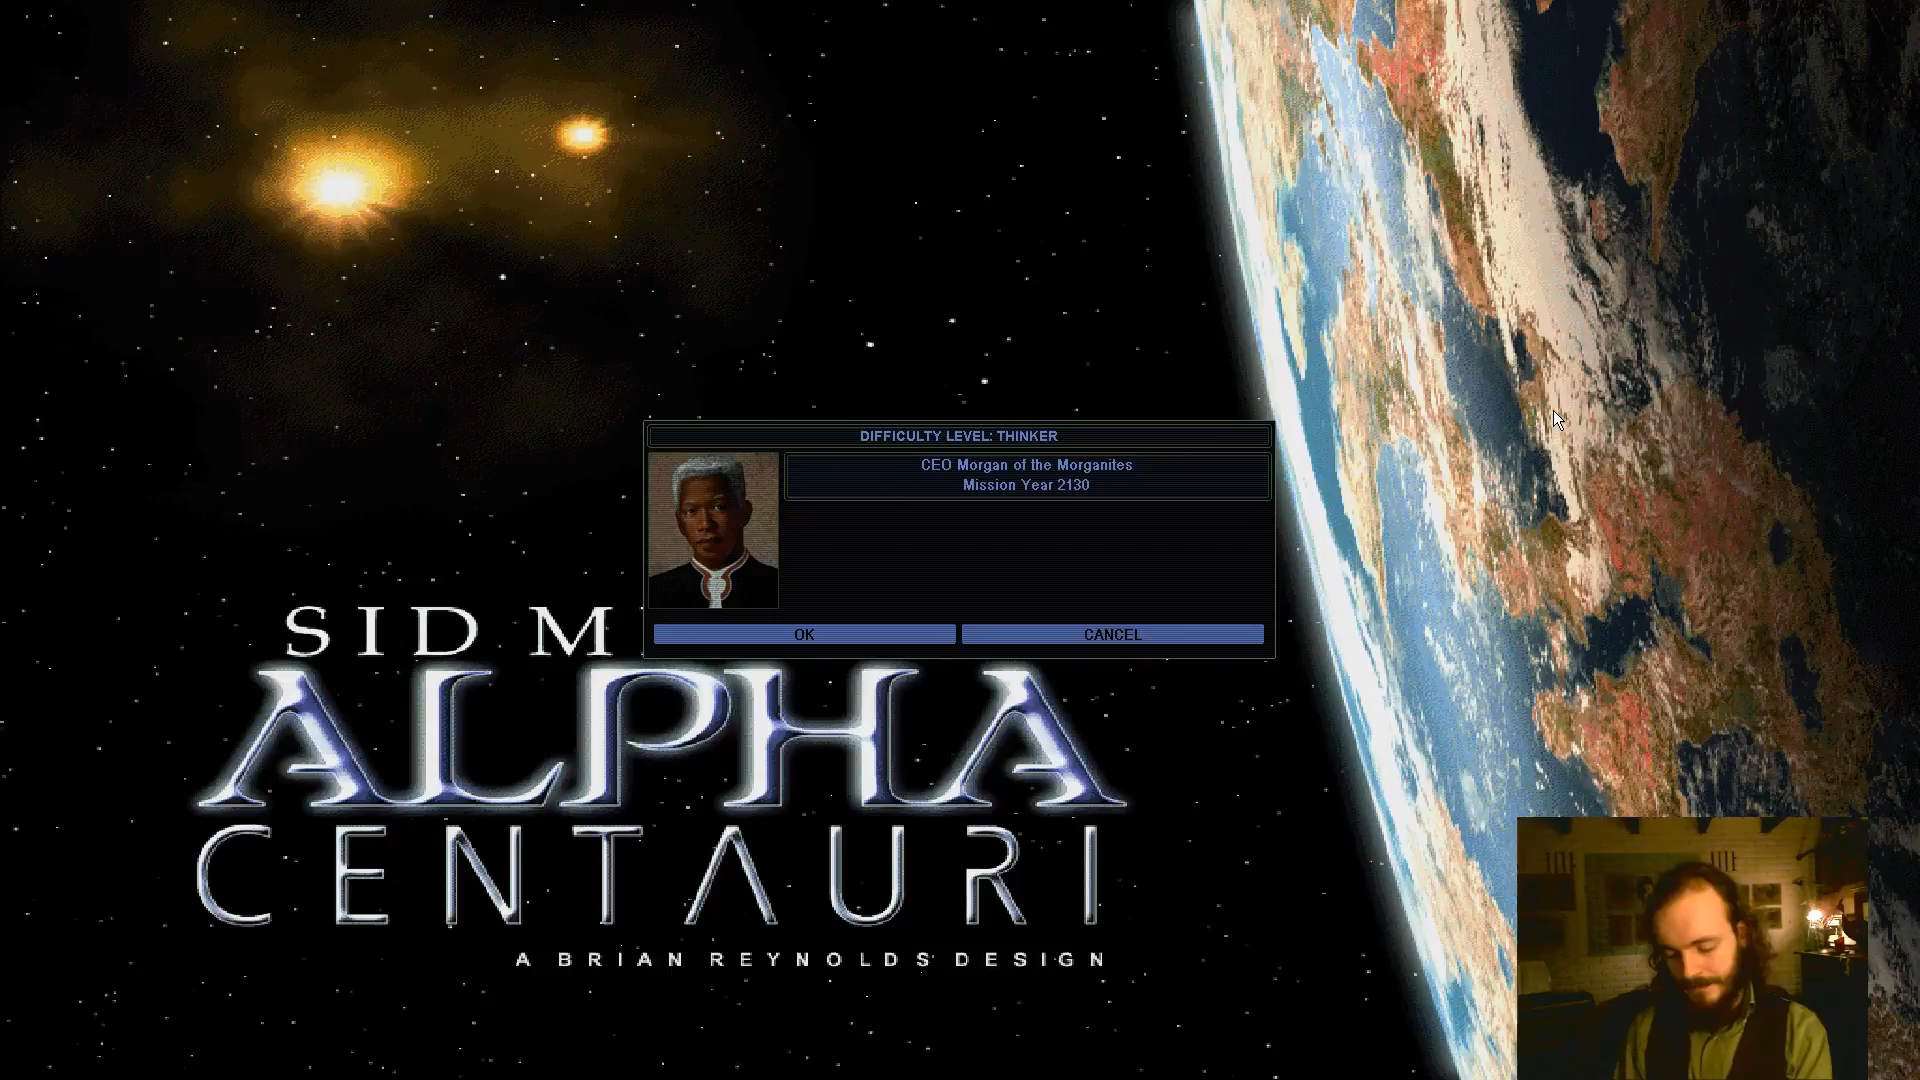 DIFFICULTY LEVEL: THINKER
CEO Morgan of the Morganites
Mission Year 2130
OK
CANCEL
SID M
ALPHA
CENTAURI
A BRIAN REYNOLDS DESIGN